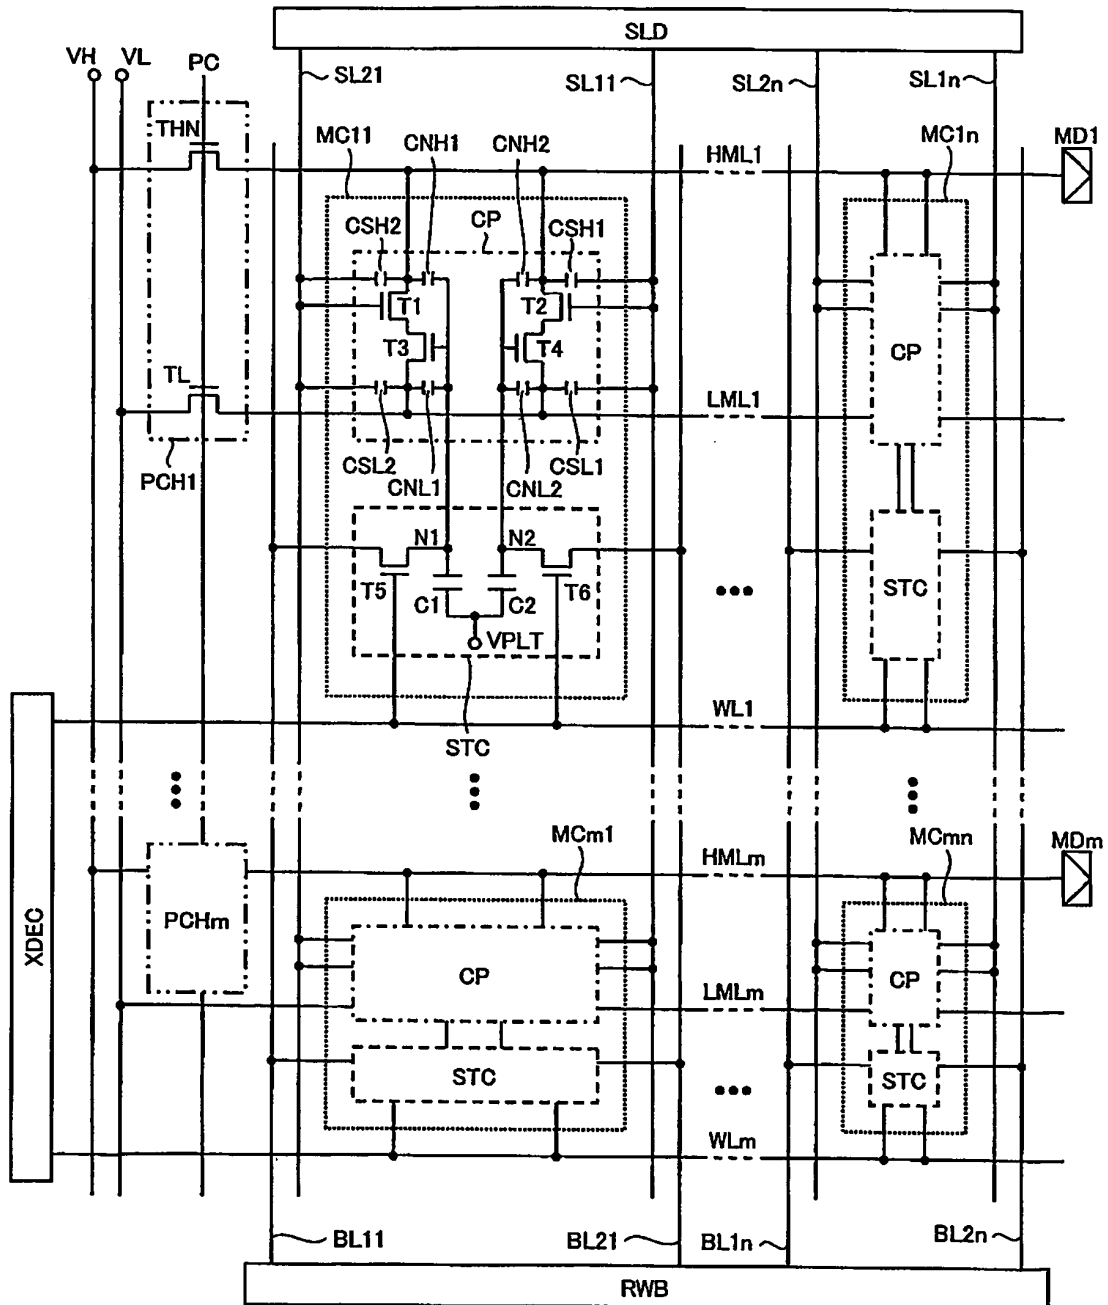 SLD
VH VL PC
SL21 SL11 SL2n SL1n
THN MC11 CNH1 CNH2 HML1 MC1n MD1
CSH2 CP CSH1
T1 T2
T3 T4 CP
TL LML1
CSL2 CSL1
PCH1 CNL1 CNL2
N1 N2
T5 C1 C2 T6 STC
VPLT
WL1
STC
MCm1 HMLm MCmn MDm
XDEC PCHm
CP CP
LMLm
STC STC
WLm
BL11 BL21 BL1n BL2n
RWB